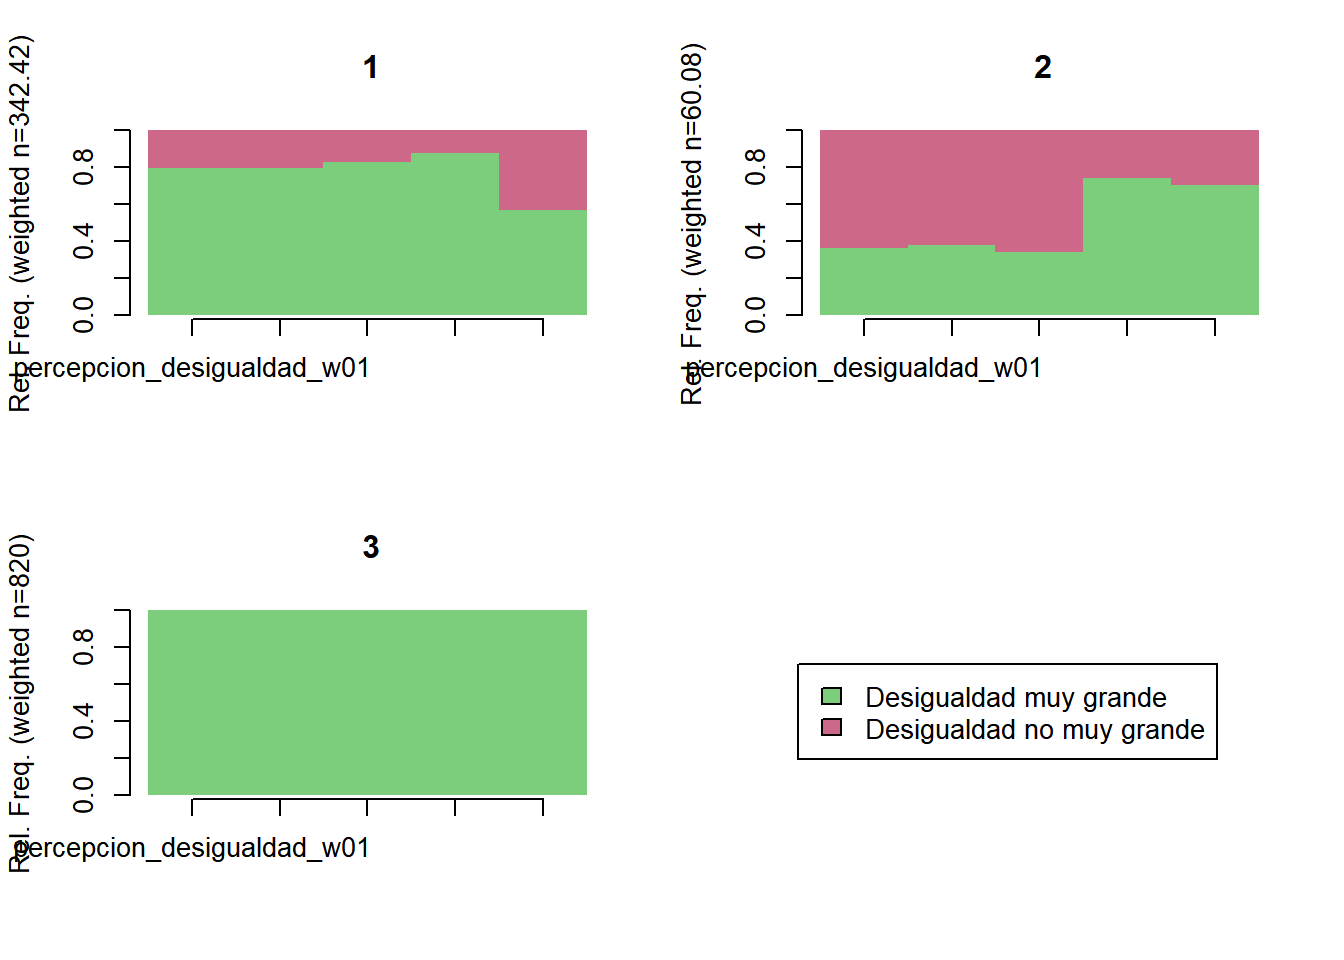 1
Rel. Freq. (weighted n=342.42)
0.0 0.4 0.8
percepcion_desigualdad_w01
2
Rel. Freq. (weighted n=60.08)
0.0 0.4 0.8
percepcion_desigualdad_w01
3
Rel. Freq. (weighted n=820)
0.0 0.4 0.8
percepcion_desigualdad_w01
Desigualdad muy grande
Desigualdad no muy grande